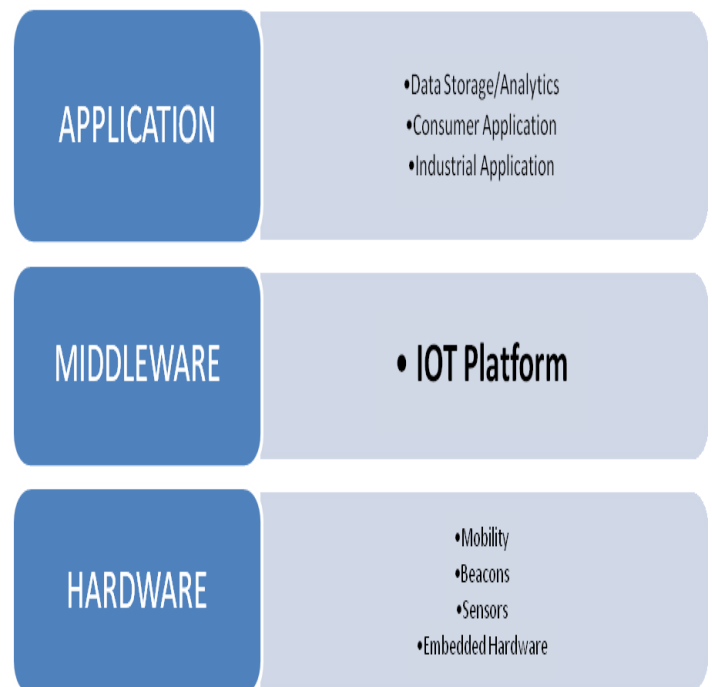 APPLICATION
•Data Storage/Analytics
•Consumer Application
•Industrial Application
MIDDLEWARE
• IOT Platform
HARDWARE
•Mobility
•Beacons
•Sensors
•Embedded Hardware